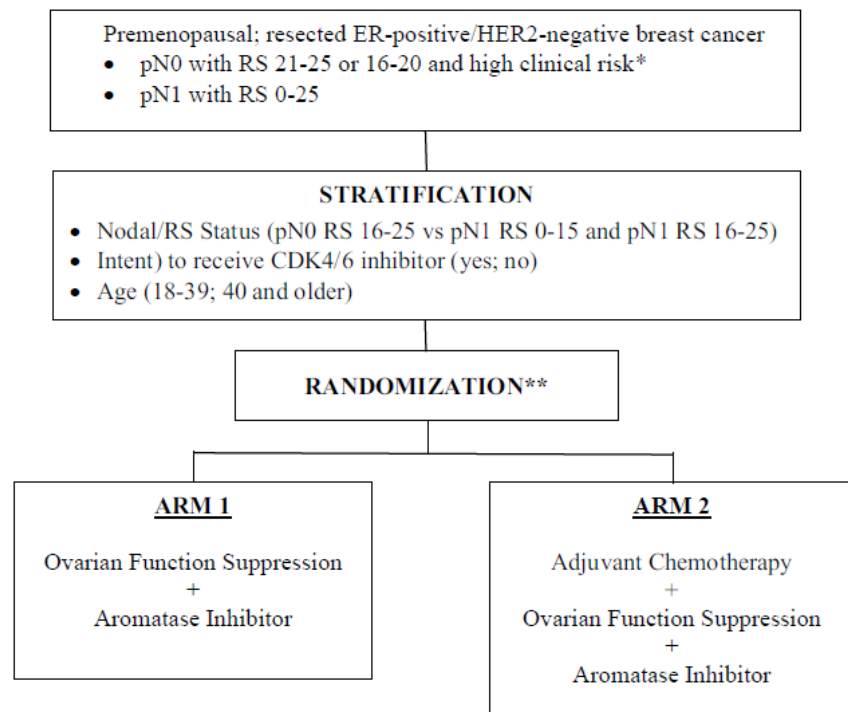 Premenopausal; resected ER-positive/HER2-negative breast cancer
• pN0 with RS 21-25 or 16-20 and high clinical risk*
• pN1 with RS 0-25
STRATIFICATION
• Nodal/RS Status (pN0 RS 16-25 vs pN1 RS 0-15 and pN1 RS 16-25)
• Intent) to receive CDK4/6 inhibitor (yes; no)
• Age (18-39; 40 and older)
RANDOMIZATION**
ARM 1
Ovarian Function Suppression
+
Aromatase Inhibitor
ARM 2
Adjuvant Chemotherapy
+
Ovarian Function Suppression
+
Aromatase Inhibitor